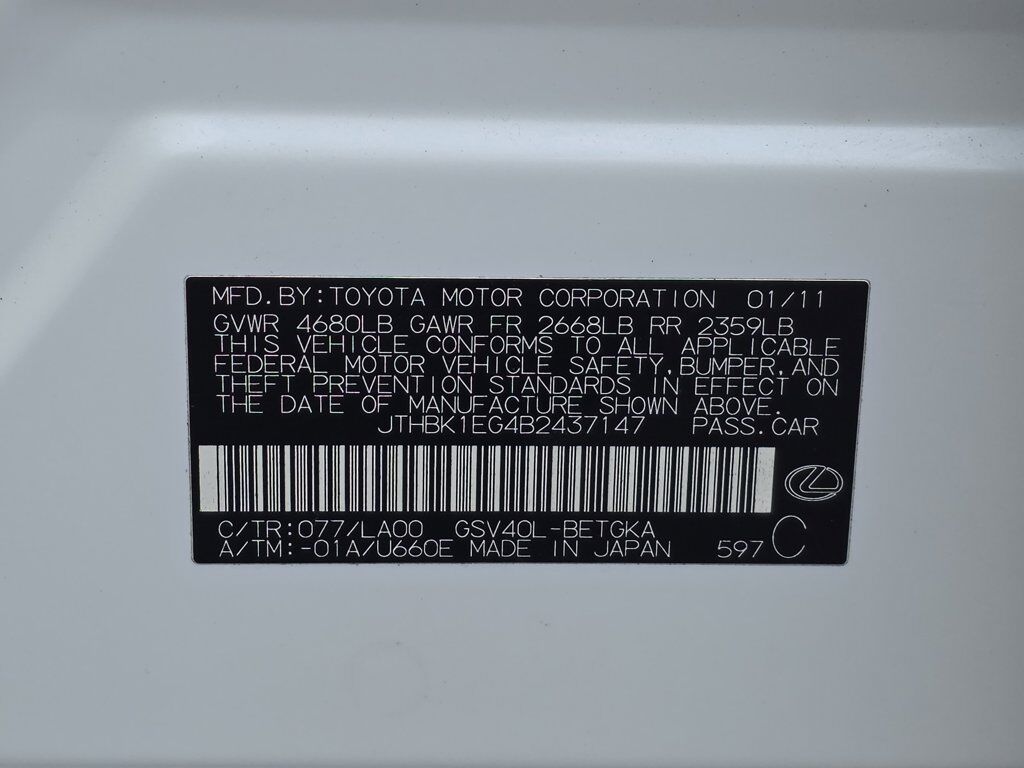 MFD.BY:TOYOTA MOTOR CORPORATION 01/11
GVWR 4680LB GAWR FR 2668LB RR 2359LB
THIS VEHICLE CONFORMS TO ALL APPLICABLE
FEDERAL MOTOR VEHICLE SAFETY,BUMPER,AND
THEFT PREVENTION STANDARDS IN EFFECT ON
THE DATE OF MANUFACTURE SHOWN ABOVE.
JTHBK1EG4B2437147 PASS.CAR
C/TR:077/LA00 GSV40L-BETGKA
A/TM:-01A/U660E MADE IN JAPAN 597 C